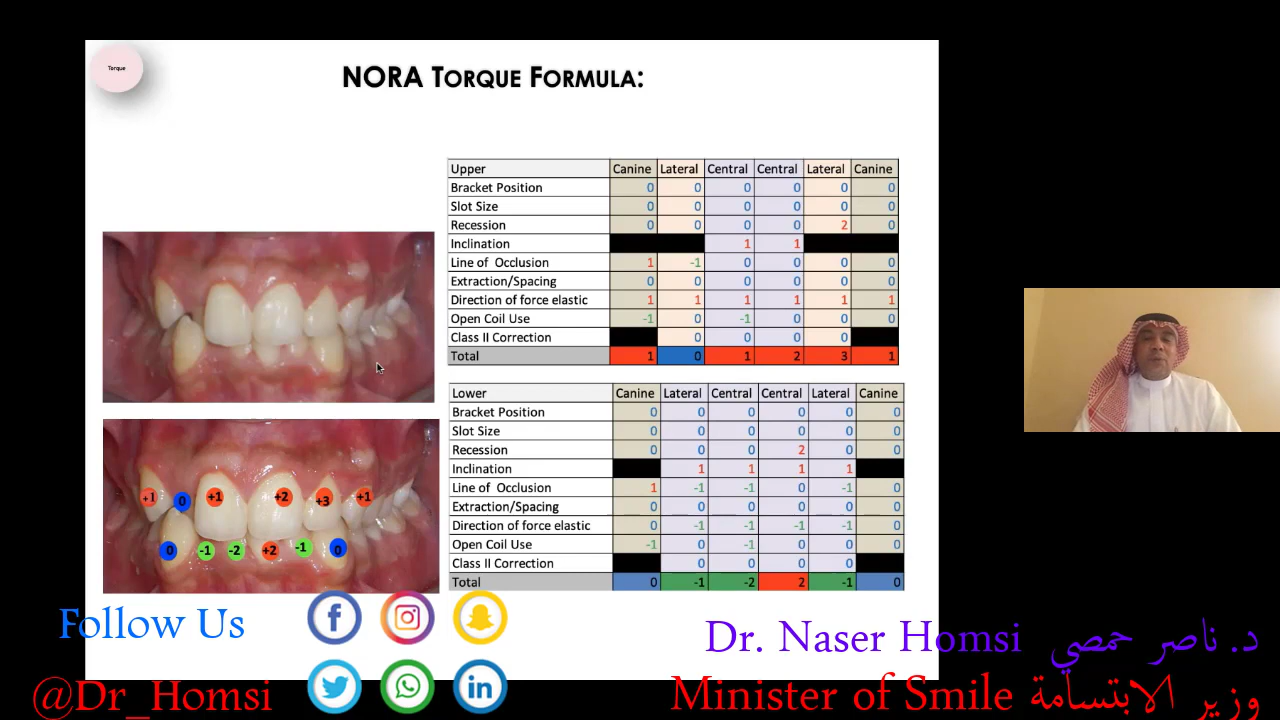 Torque
NORA Torque Formula:
Upper Canine Lateral Central Central Lateral Canine
Bracket Position 0 0 0 0 0 0
Slot Size 0 0 0 0 0 0
Recession 0 0 0 0 2 0
Inclination 1 1
Line of Occlusion 1 -1 0 0 0 0
Extraction/Spacing 0 0 0 0 0 0
Direction of force elastic 1 1 1 1 1 1
Open Coil Use -1 0 -1 0 0 0
Class II Correction 0 0 0 0
Total 1 0 1 2 3 1
Lower Canine Lateral Central Central Lateral Canine
Bracket Position 0 0 0 0 0 0
Slot Size 0 0 0 0 0 0
Recession 0 0 0 2 0 0
Inclination 1 1 1 1
Line of Occlusion 1 -1 -1 0 -1 0
Extraction/Spacing 0 0 0 0 0 0
Direction of force elastic 0 -1 -1 -1 -1 0
Open Coil Use -1 0 -1 0 0 0
Class II Correction 0 0 0 0
Total 0 -1 -2 2 -1 0
+1 0 +1 +2 +3 +1
0 -1 -2 +2 -1 0
Follow Us
@Dr_Homsi
Dr. Naser Homsi د. ناصر حمصي
Minister of Smile وزير الابتسامة